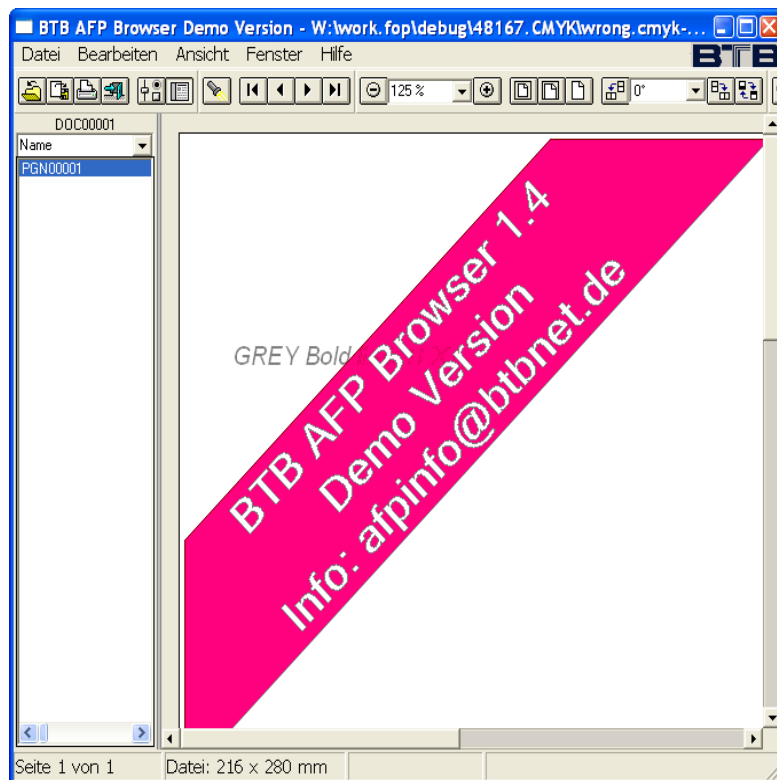 BTB AFP Browser Demo Version - W:\work.fop\debug\48167.CMYK\wrong.cmyk-...
Datei Bearbeiten Ansicht Fenster Hilfe
BTB
125 %
0°
DOC00001
Name
PGN00001
GREY Bold
BTB AFP Browser 1.4
Demo Version
Info: afpinfo@btbnet.de
Seite 1 von 1
Datei: 216 x 280 mm